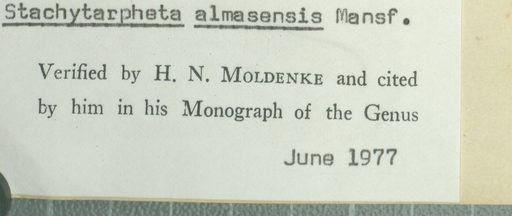 Stachytarpheta almasensis Mansf.
Verified by H. N. MOLDENKE and cited
by him in his Monograph of the Genus
June 1977